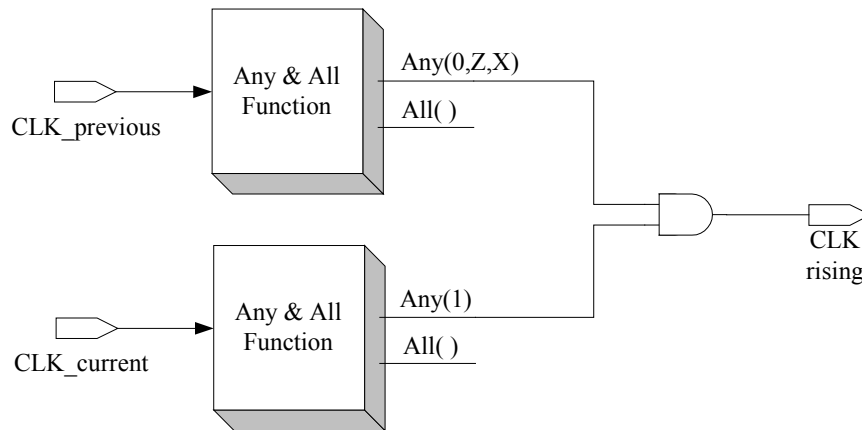 Any & All
Function
Any(0,Z,X)
All( )
CLK_previous
CLK
rising
Any & All
Function
Any(1)
All( )
CLK_current